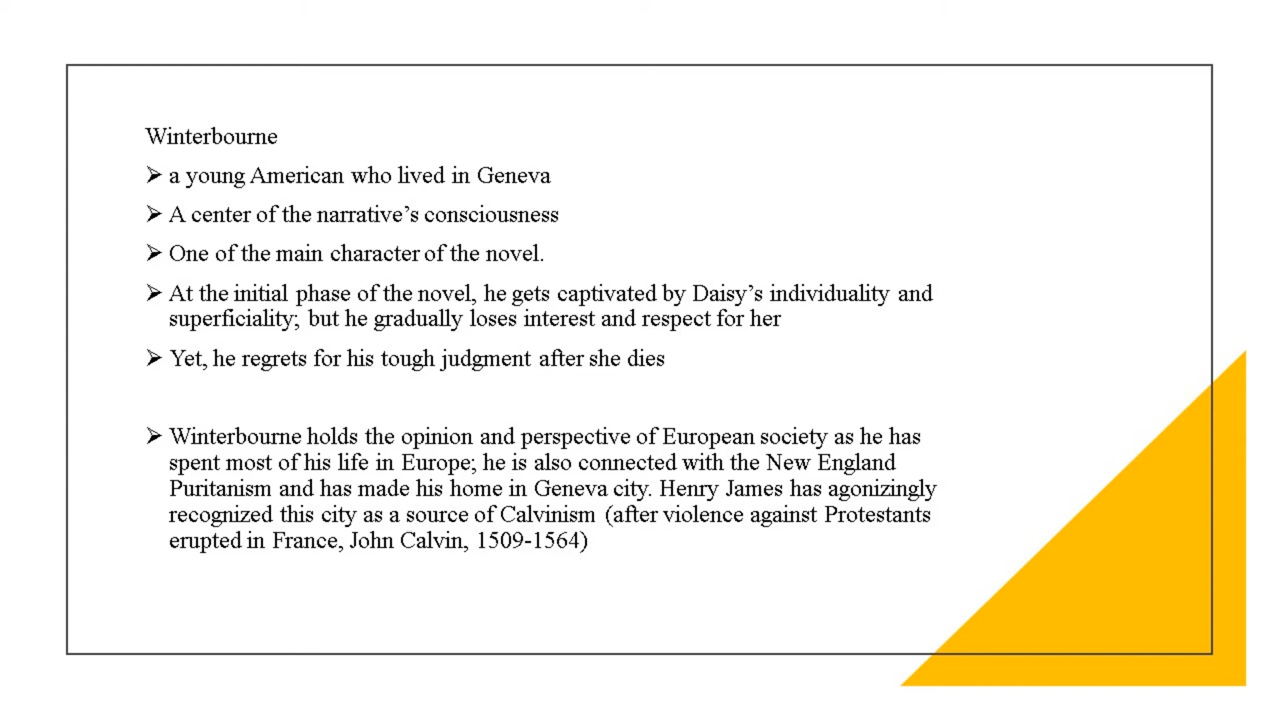 Winterbourne
➢ a young American who lived in Geneva
➢ A center of the narrative’s consciousness
➢ One of the main character of the novel.
➢ At the initial phase of the novel, he gets captivated by Daisy’s individuality and
superficiality; but he gradually loses interest and respect for her
➢ Yet, he regrets for his tough judgment after she dies
➢ Winterbourne holds the opinion and perspective of European society as he has
spent most of his life in Europe; he is also connected with the New England
Puritanism and has made his home in Geneva city. Henry James has agonizingly
recognized this city as a source of Calvinism (after violence against Protestants
erupted in France, John Calvin, 1509-1564)